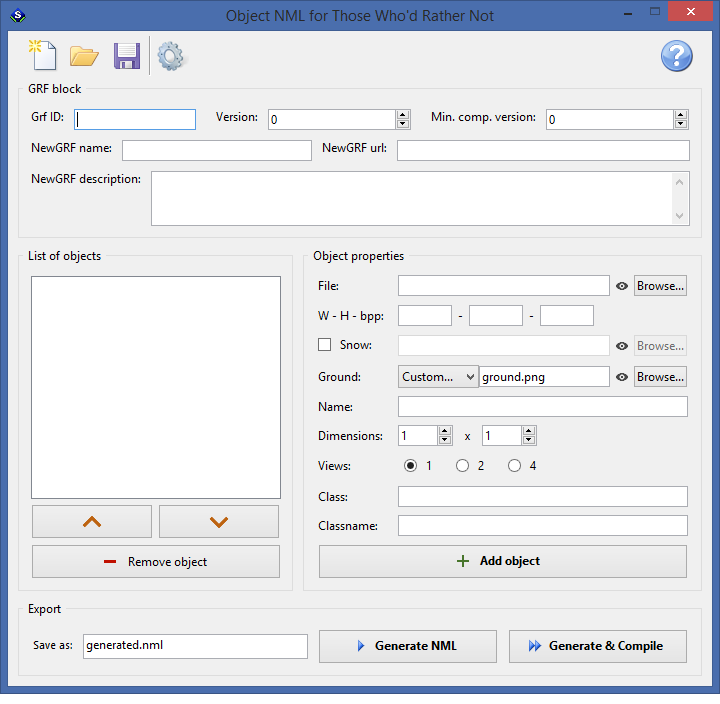 S
Object NML for Those Who'd Rather Not
?
GRF block
Grf ID:
Version: 0
Min. comp. version: 0
NewGRF name:
NewGRF url:
NewGRF description:
List of objects
Remove object
Object properties
File: Browse...
W - H - bpp: - -
Snow: Browse...
Ground: Custom... ground.png Browse...
Name:
Dimensions: 1 x 1
Views: 1 2 4
Class:
Classname:
Add object
Export
Save as: generated.nml
Generate NML
Generate & Compile